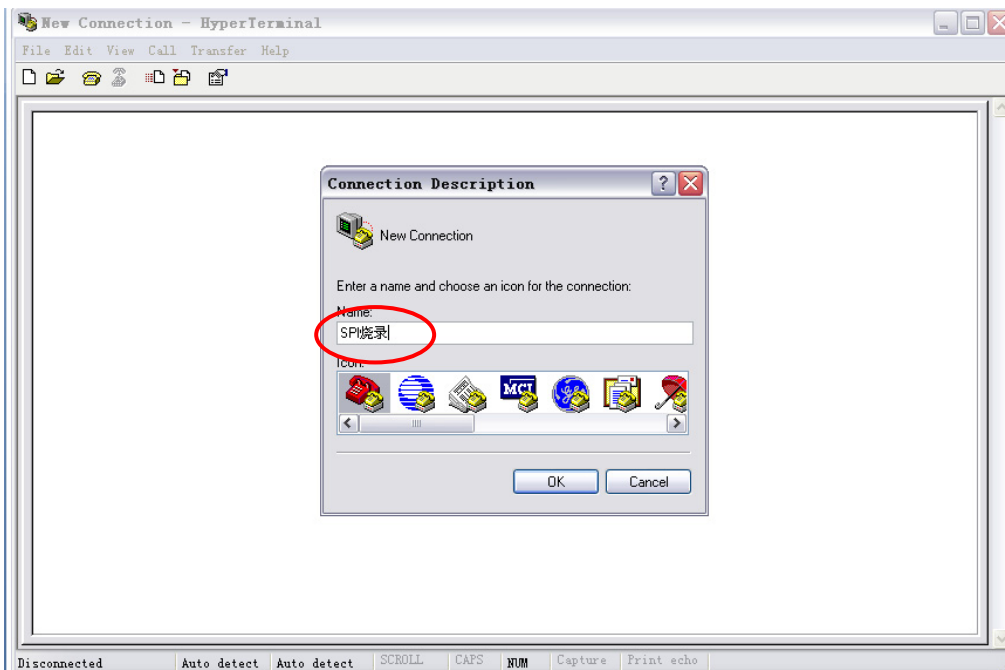 New Connection - HyperTerminal
File Edit View Call Transfer Help
Connection Description
New Connection
Enter a name and choose an icon for the connection:
Name:
SPI烧录
Icon:
MCI
OK Cancel
Disconnected Auto detect Auto detect SCROLL CAPS NUM Capture Print echo